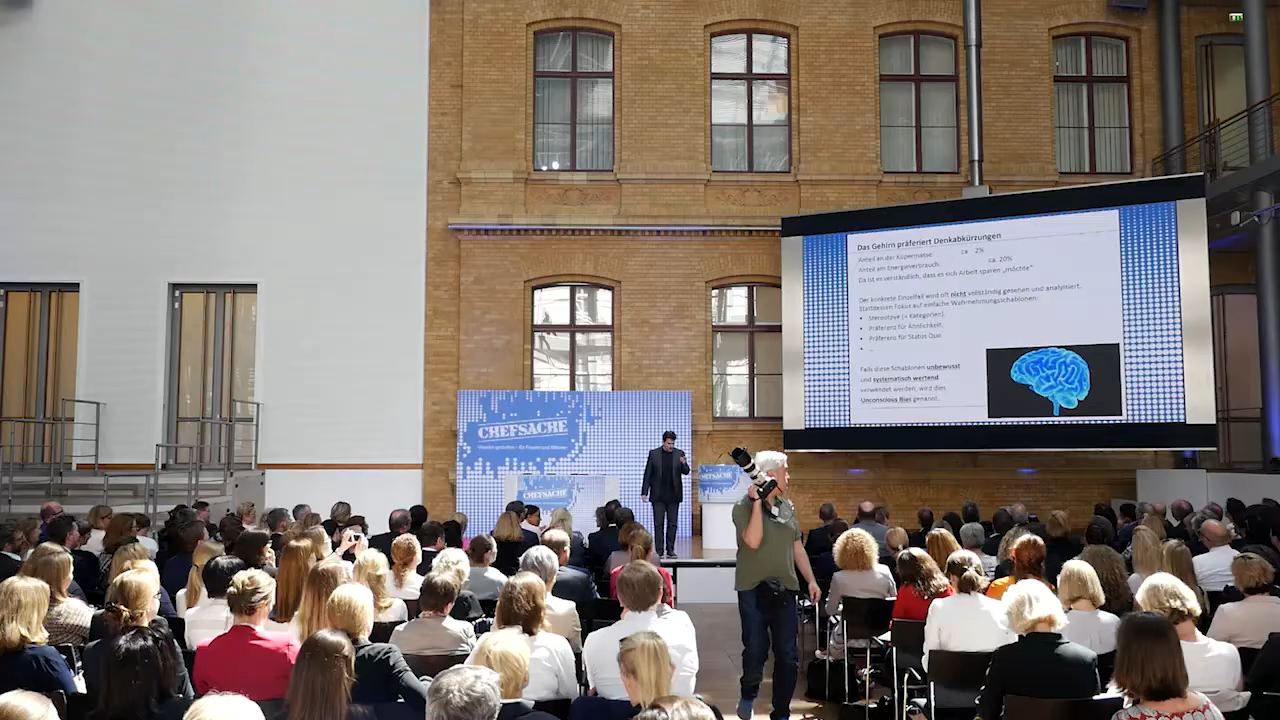 Das Gehirn präferiert Denkabkürzungen
Anteil an der Köpermasse: ca. 2%
Anteil am Energieverbrauch: ca. 20%
Da ist es verständlich, dass es sich Arbeit sparen „möchte“
Der konkrete Einzelfall wird oft nicht vollständig gesehen und analysiert.
Stattdessen Fokus auf einfache Wahrnehmungsschablonen:
• Stereotype (= Kategorien),
• Präferenz für Ähnlichkeit,
• Präferenz für Status Quo,
• ...
Falls diese Schablonen unbewusst
und systematisch wertend
verwendet werden, wird dies
Unconscious Bias genannt.
CHEFSACHE
CHEFSACHE
CHEFSACHE